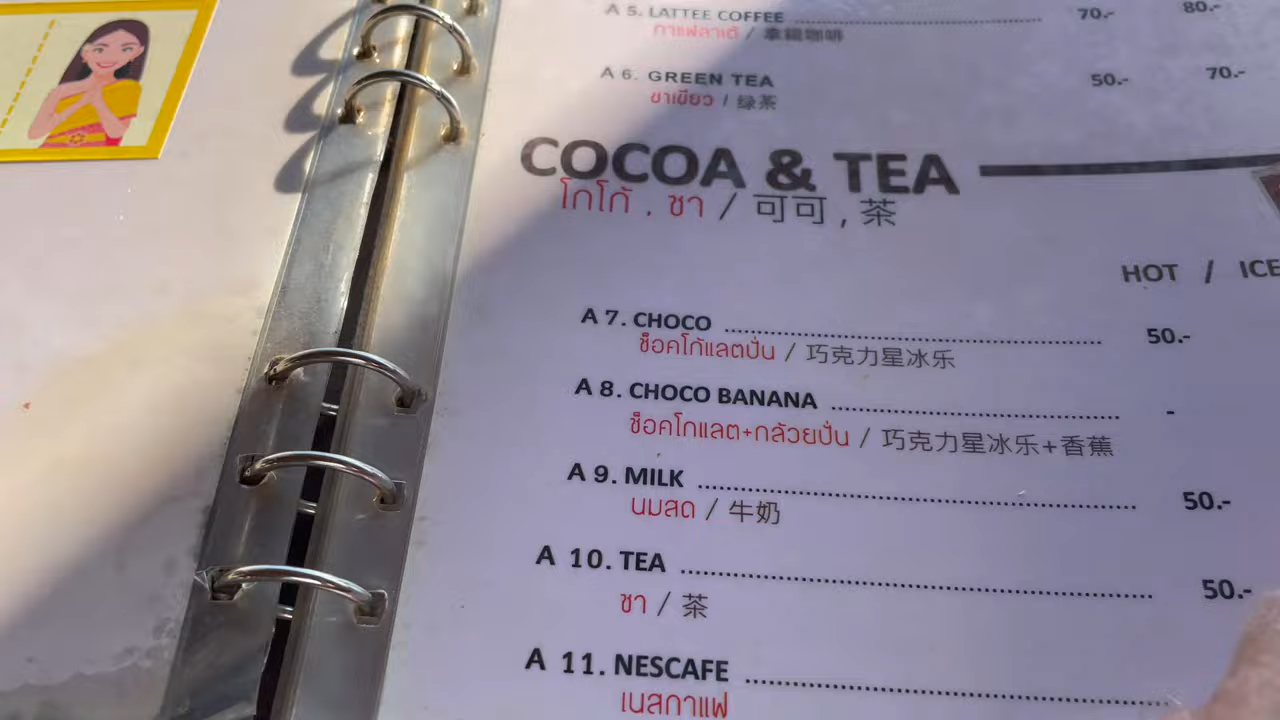 A 5. LATTEE COFFEE ........................ 70.- 80.-
กาแฟลาเต้ / 拿鐵咖啡
A 6. GREEN TEA 50.- 70.-
ชาเขียว / 绿茶
COCOA & TEA
โกโก้ , ชา / 可可 , 茶
HOT / ICE
A 7. CHOCO ........................ 50.-
ช็อคโก้แลตปั่น / 巧克力星冰乐
A 8. CHOCO BANANA ........................ -
ช็อคโกแลต+กล้วยปั่น / 巧克力星冰乐+香蕉
A 9. MILK ........................ 50.-
นมสด / 牛奶
A 10. TEA ........................ 50.-
ชา / 茶
A 11. NESCAFE ........................
เนสกาแฟ